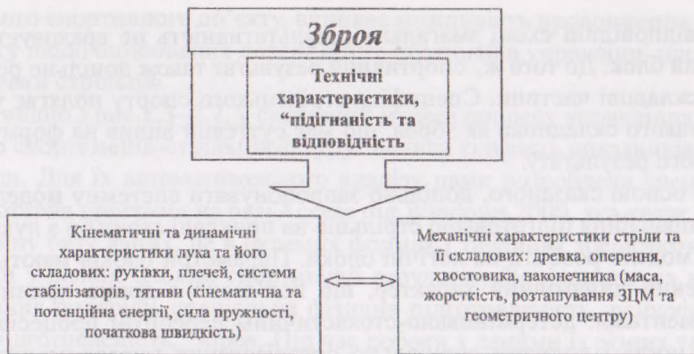 Зброя
Технічні
характеристики,
“підігнаність та
відповідність
Кінематичні та динамічні
характеристики лука і його
складових: руківки, плечей, системи
стабілізаторів, тятиви (кінематична та
потенційна енергії, сила пружності,
швидкість)
Механічні характеристики стріли та
її складових: древка, оперення,
хвостовика, наконечника (маса,
жорсткість, розташування ЗЦМ та
геометричного центру)